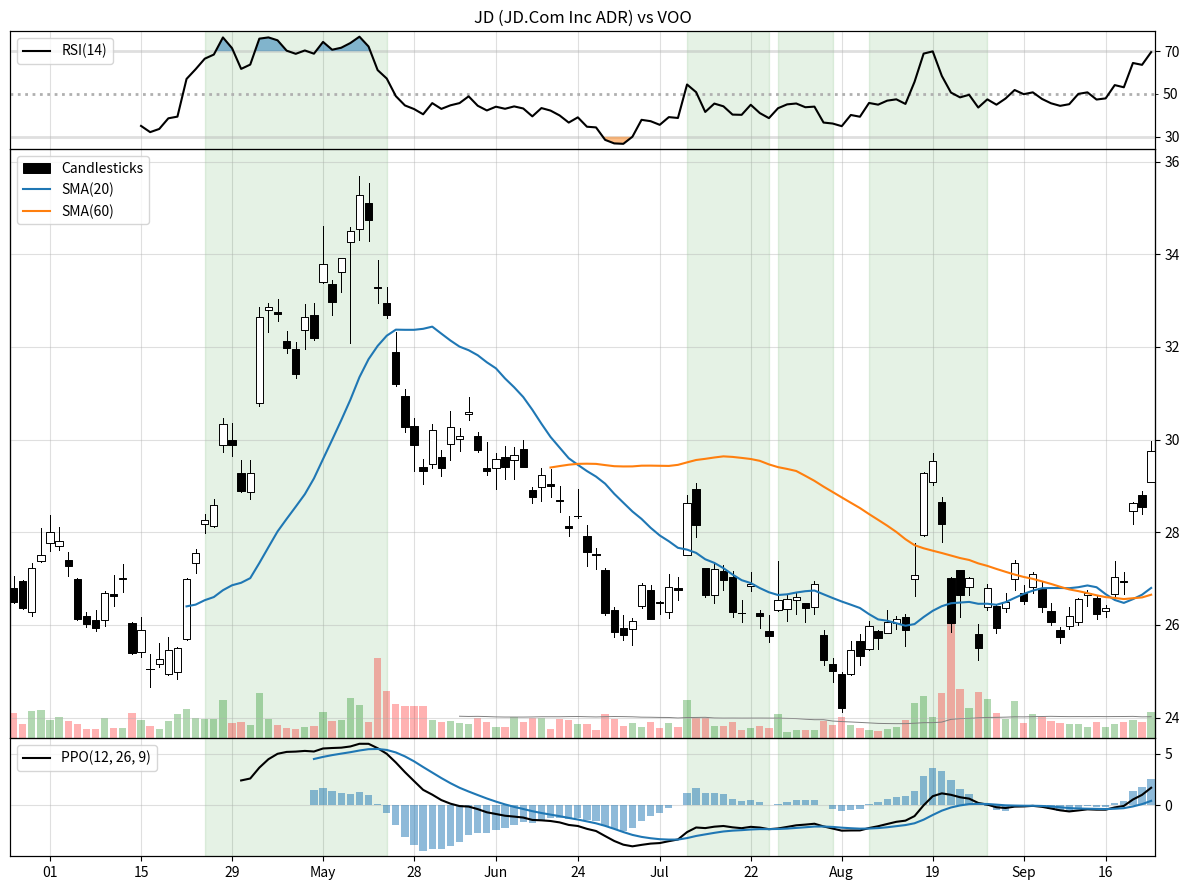 JD (JD.Com Inc ADR) vs VOO
RSI(14)
70
50
30
Candlesticks
SMA(20)
SMA(60)
36
34
32
30
28
26
24
PPO(12, 26, 9)
5
0
01 15 29 May 28 Jun 24 Jul 22 Aug 19 Sep 16